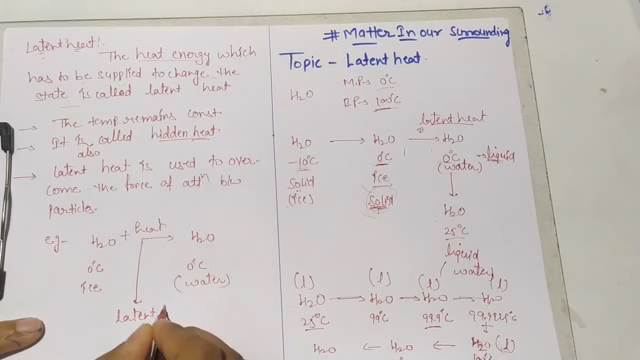 Latent heat:
The heat energy which
has to be supplied to change the
state is called latent heat
→ The temp remains const.
→ It is called hidden heat.
also
→ Latent heat is used to over-
come the force of attⁿ b/w
particles.
e.g- H₂O + heat → H₂O
0°C 0°C
Ice (water)
Latent
# Matter In our Surrounding
Topic - Latent heat.
H₂O M.P → 0°C
B.P → 100°C
latent heat
H₂O → H₂O → H₂O
-10°C 0°C 0°C → liquid
Solid Ice (water)
(Ice) Solid
H₂O
25°C
liquid
water
(l) (l) (l) (l)
H₂O → H₂O → H₂O → H₂O
25°C 99°C 99.9°C
H₂O ← H₂O ← H₂O (l)